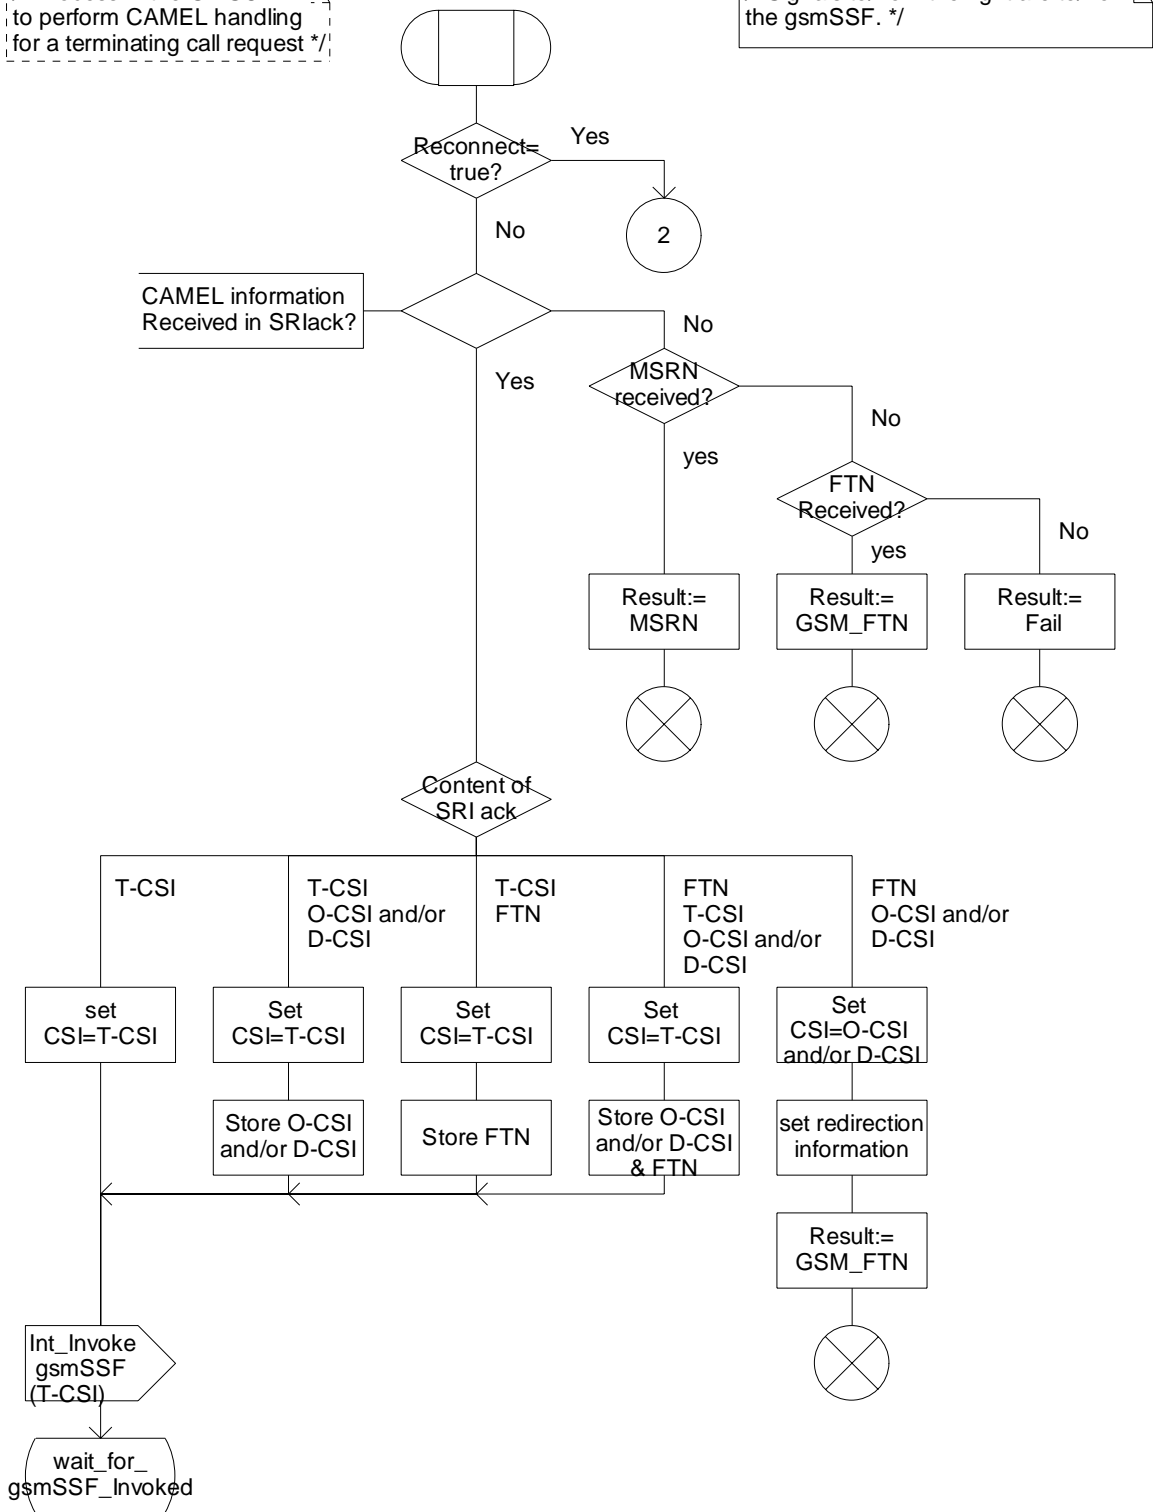 to perform CAMEL handling
for a terminating call request */
the gsmSSF. */
Reconnect=
true?
Yes
No
2
CAMEL information
Received in SRIack?
No
Yes
MSRN
received?
No
yes
FTN
Received?
No
yes
Result:=
MSRN
Result:=
GSM_FTN
Result:=
Fail
Content of
SRI ack
T-CSI
T-CSI
O-CSI and/or
D-CSI
T-CSI
FTN
FTN
T-CSI
O-CSI and/or
D-CSI
FTN
O-CSI and/or
D-CSI
set
CSI=T-CSI
Set
CSI=T-CSI
Set
CSI=T-CSI
Set
CSI=T-CSI
Set
CSI=O-CSI
and/or D-CSI
Store O-CSI
and/or D-CSI
Store FTN
Store O-CSI
and/or D-CSI
& FTN
set redirection
information
Result:=
GSM_FTN
Int_Invoke
gsmSSF
(T-CSI)
wait_for_
gsmSSF_Invoked